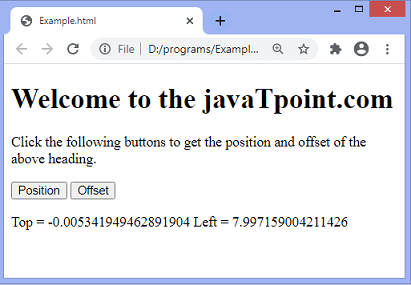 Example.html
File | D:/programs/Exampl...
Welcome to the javaTpoint.com
Click the following buttons to get the position and offset of the
above heading.
Position Offset
Top = -0.005341949462891904 Left = 7.997159004211426